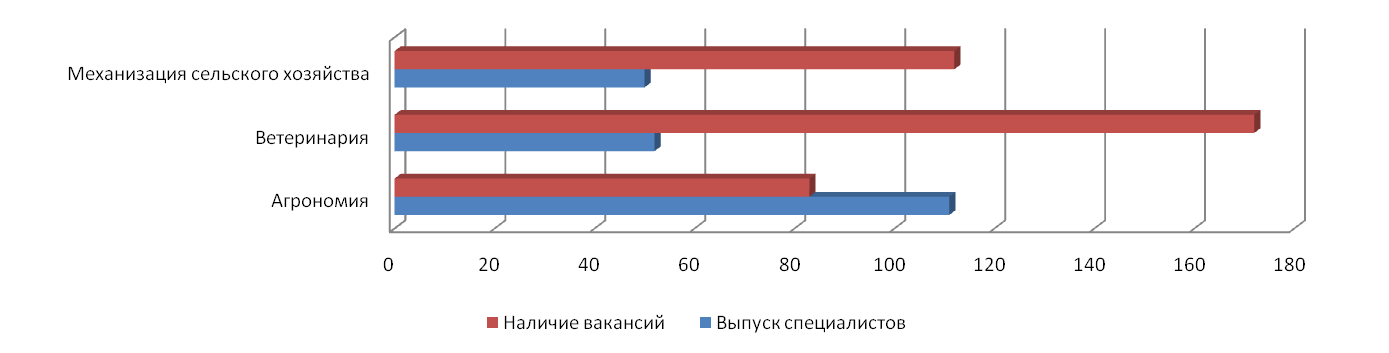 Механизация сельского хозяйства
Ветеринария
Агрономия
0 20 40 60 80 100 120 140 160 180
Наличие вакансий Выпуск специалистов